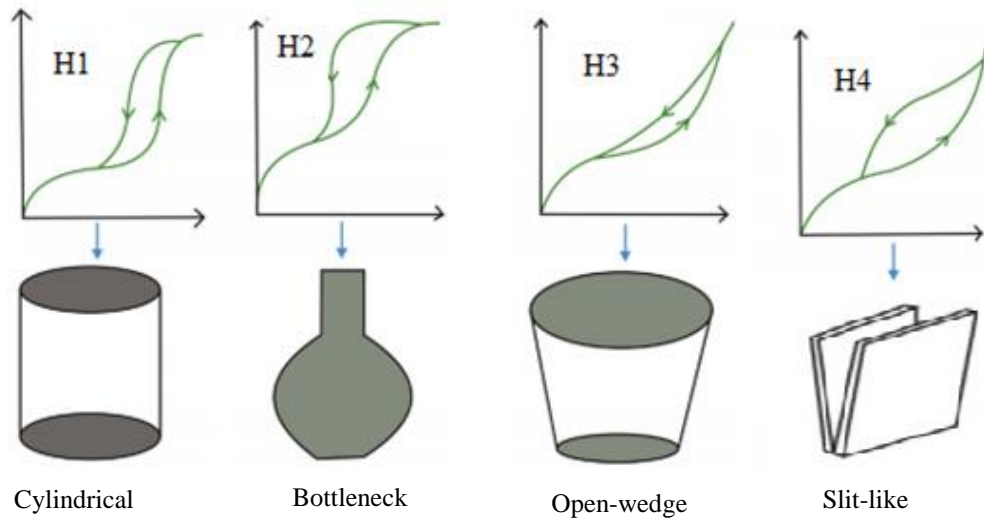 H1
H2
H3
H4
Cylindrical
Bottleneck
Open-wedge
Slit-like